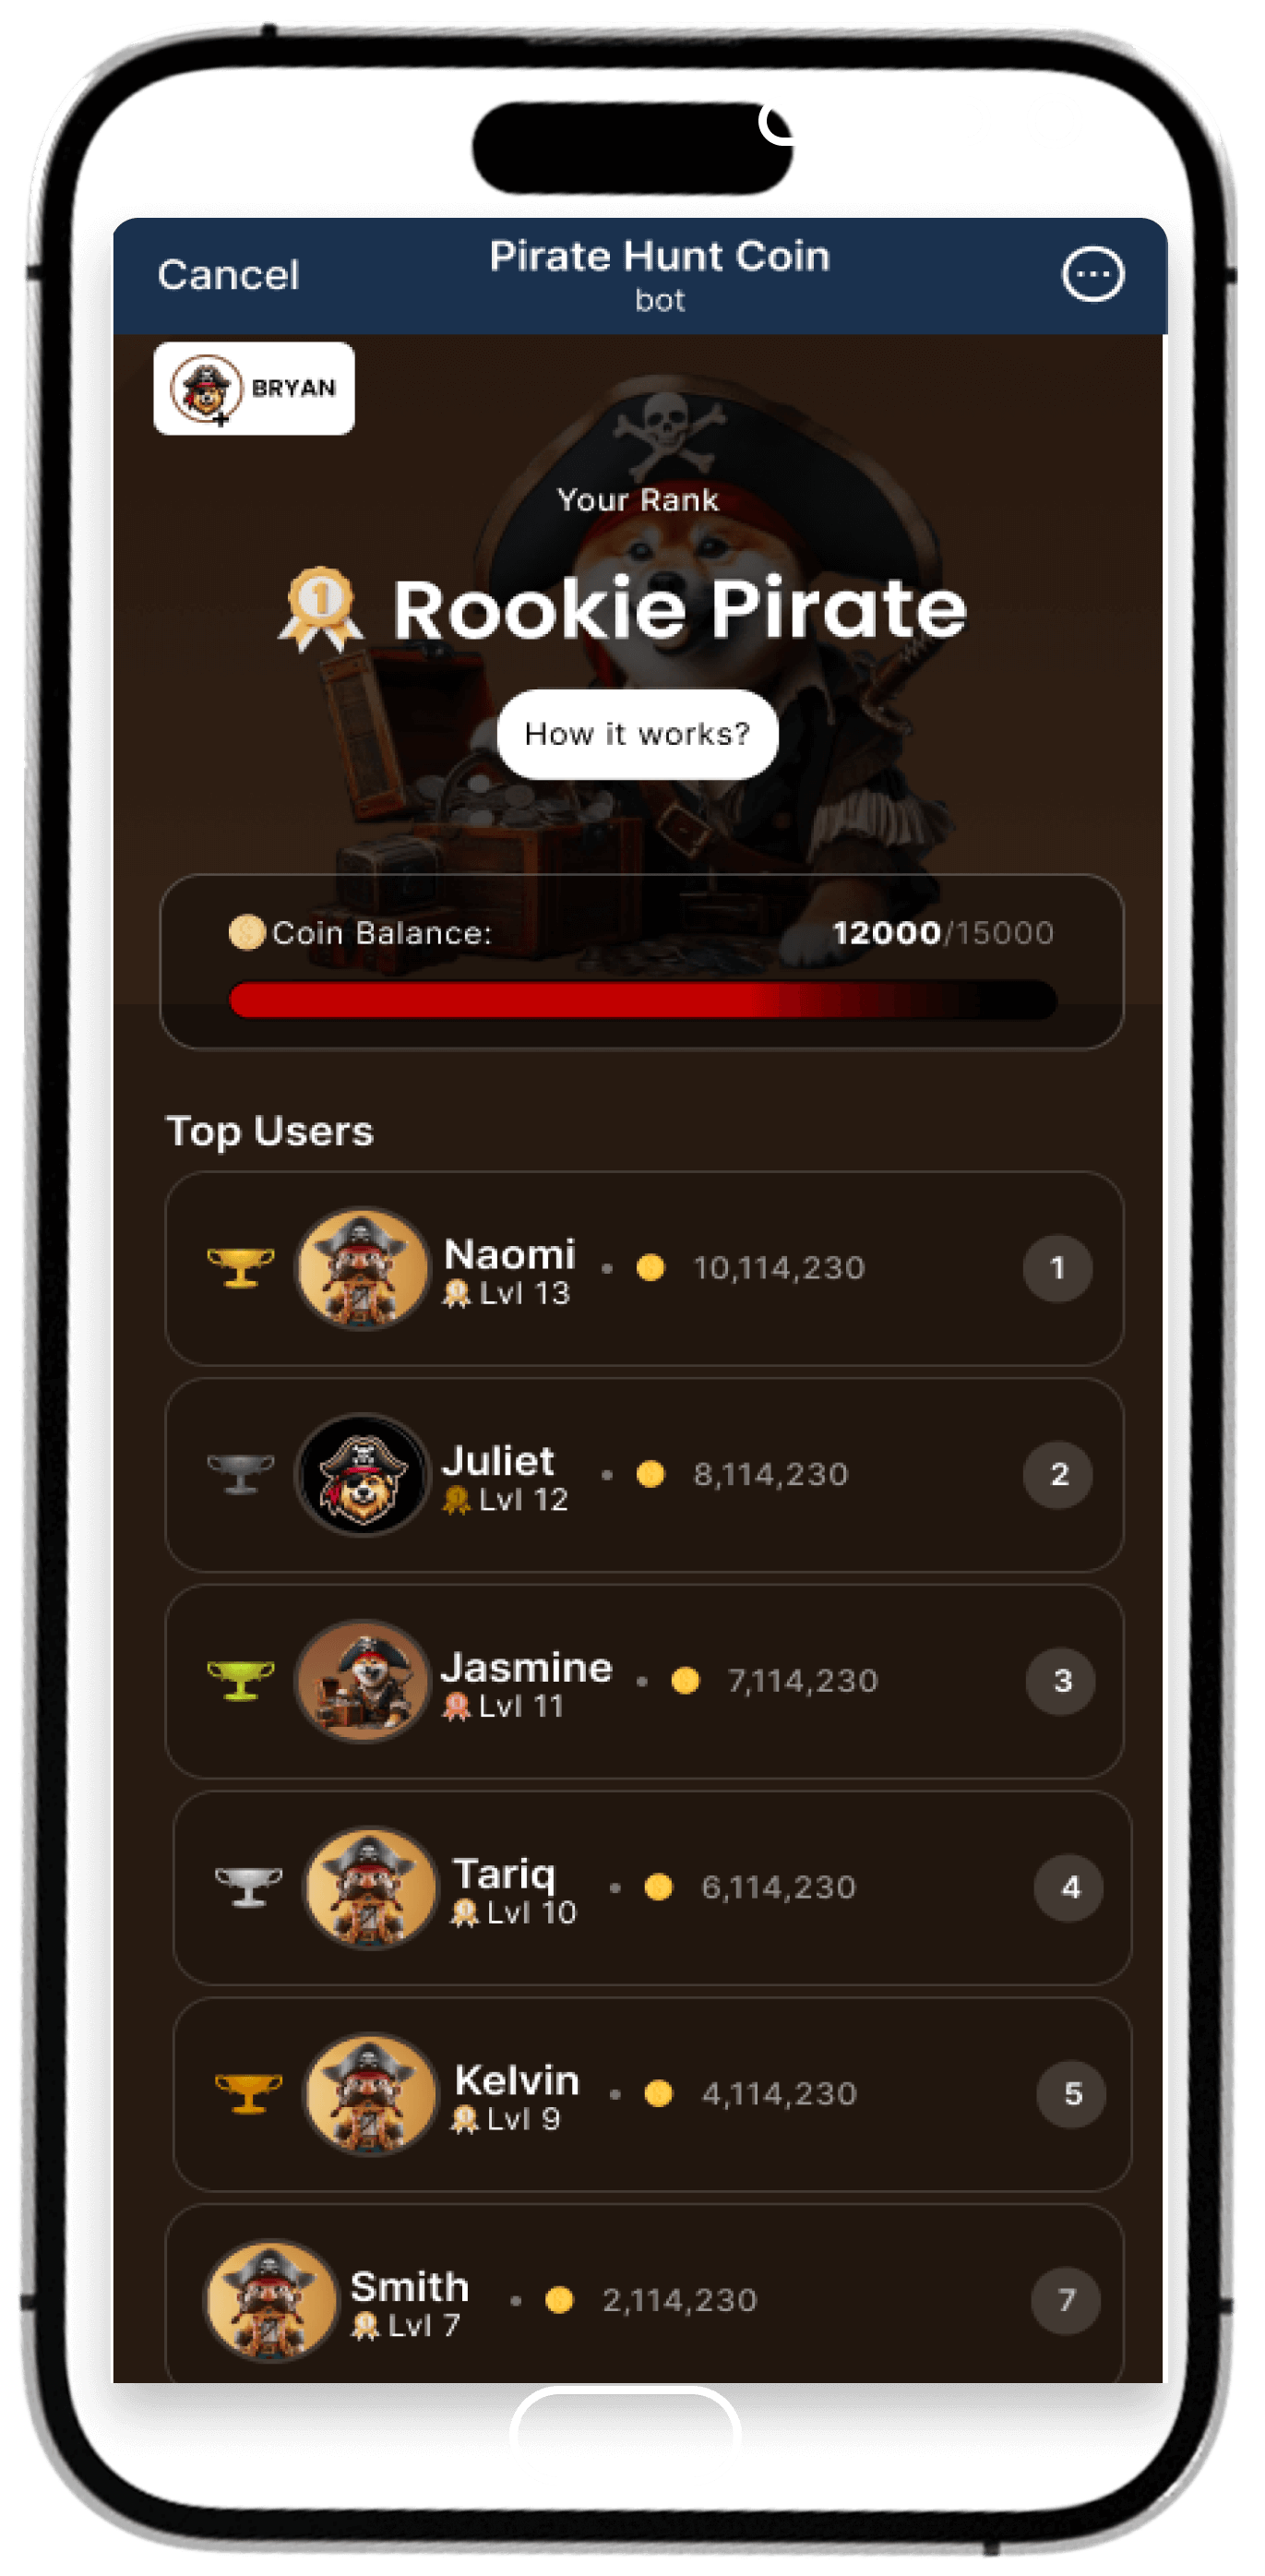 Cancel
Pirate Hunt Coin
bot
BRYAN
Your Rank
Rookie Pirate
How it works?
Coin Balance: 12000/15000
Top Users
Naomi 10,114,230 1
Lvl 13
Juliet 8,114,230 2
Lvl 12
Jasmine 7,114,230 3
Lvl 11
Tariq 6,114,230 4
Lvl 10
Kelvin 4,114,230 5
Lvl 9
Smith 2,114,230 7
Lvl 7